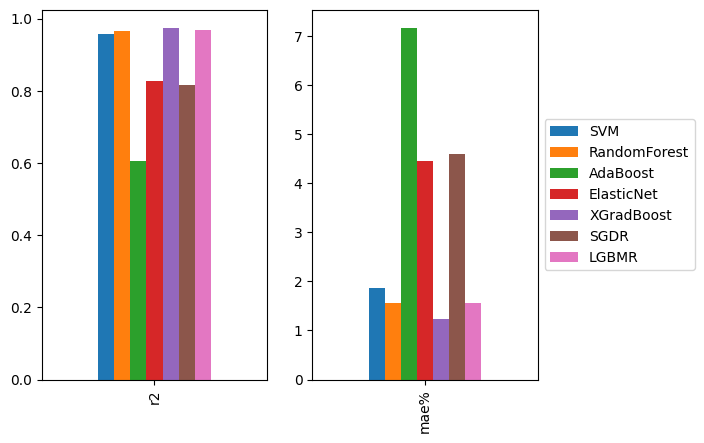 1.0
0.8
0.6
0.4
0.2
0.0
r2
7
6
5
4
3
2
1
0
mae%
SVM
RandomForest
AdaBoost
ElasticNet
XGradBoost
SGDR
LGBMR